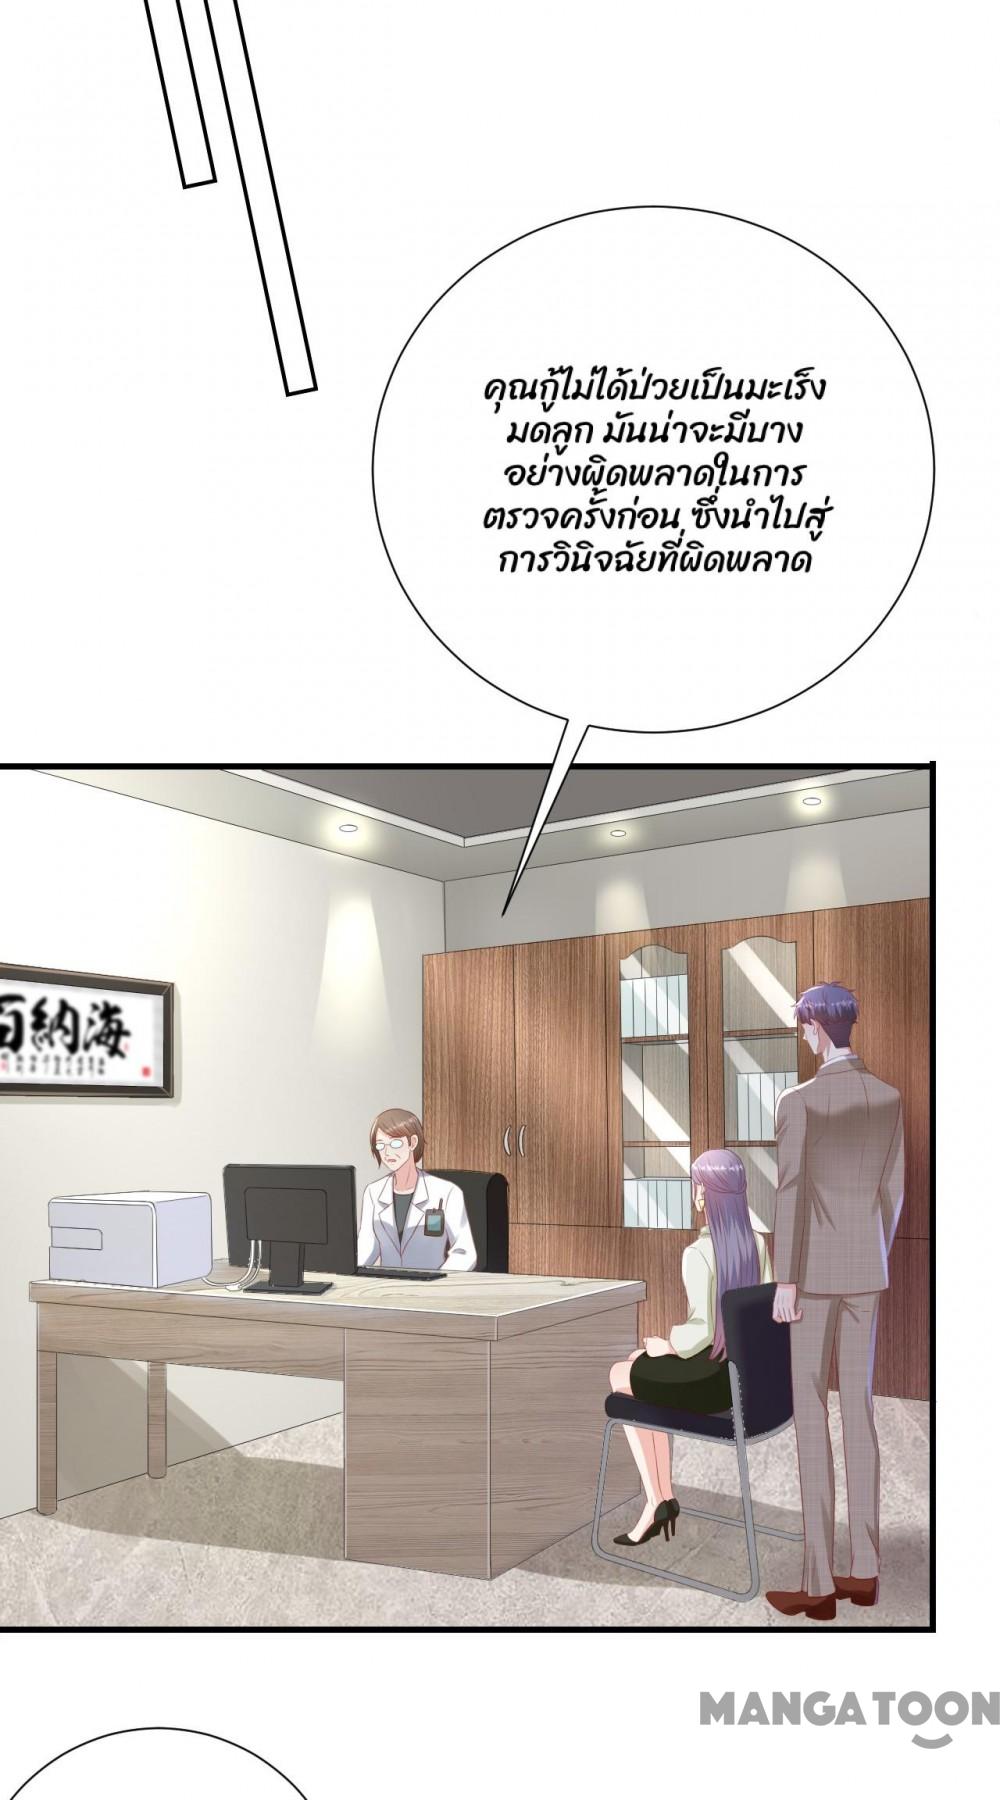 คุณกู้ไม่ได้ป่วยเป็นมะเร็ง
มดลูก มันน่าจะมีบาง
อย่างผิดพลาดในการ
ตรวจครั้งก่อน ซึ่งนำไปสู่
การวินิจฉัยที่ผิดพลาด
百納海
MANGATOON